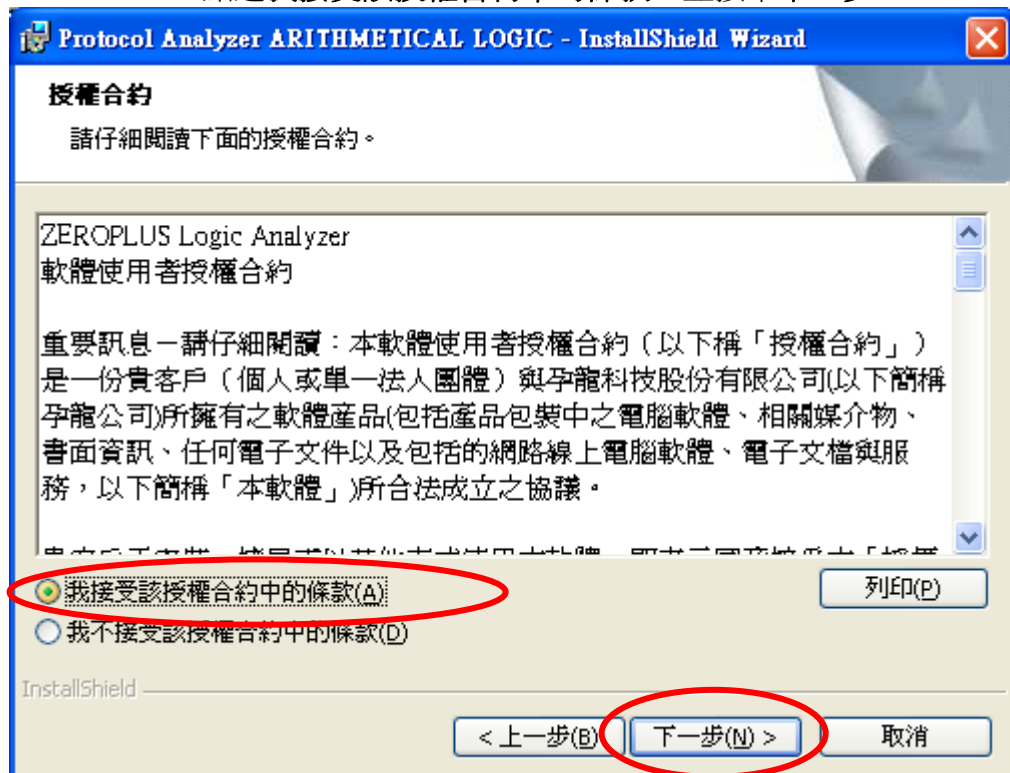 Protocol Analyzer ARITHMETICAL LOGIC - InstallShield Wizard
授權合約
請仔細閱讀下面的授權合約。
ZEROPLUS Logic Analyzer
軟體使用者授權合約
重要訊息－請仔細閱讀：本軟體使用者授權合約（以下稱「授權合約」）
是一份貴客戶（個人或單一法人團體）與孕龍科技股份有限公司(以下簡稱
孕龍公司)所擁有之軟體產品(包括產品包裝中之電腦軟體、相關媒介物、
書面資訊、任何電子文件以及包括的網路線上電腦軟體、電子文檔與服
務，以下簡稱「本軟體」)所合法成立之協議。
我接受該授權合約中的條款(A)
列印(P)
我不接受該授權合約中的條款(D)
InstallShield
< 上一步(B)
下一步(N) >
取消